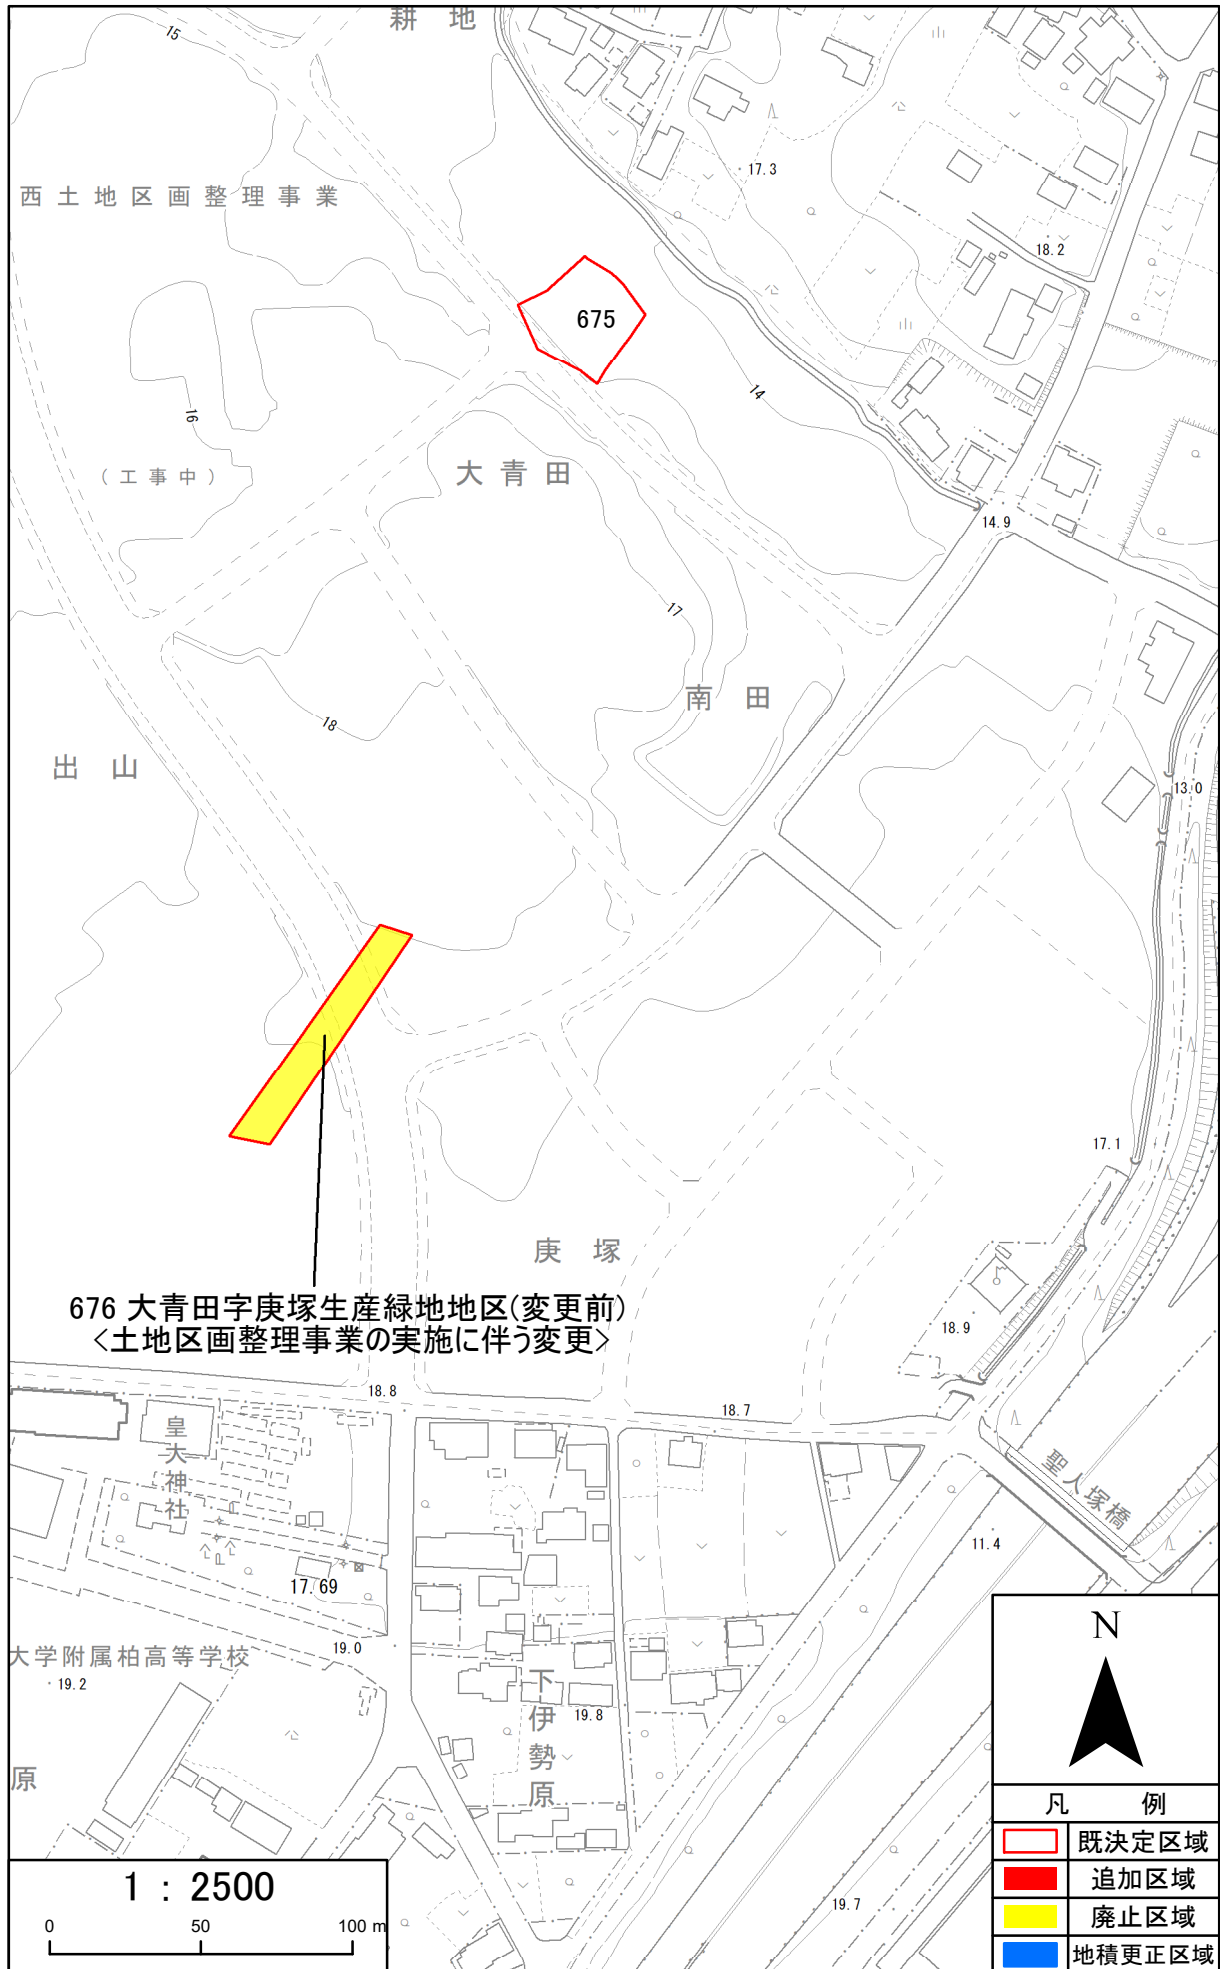 耕地
15
17.3
西土地区画整理事業
18.2
675
14
16
(工事中)
大青田
14.9
17
南田
18
出山
13.0
17.1
庚塚
676 大青田字庚塚生産緑地地区(変更前)
<土地区画整理事業の実施に伴う変更>
18.9
18.8
18.7
皇大神社
聖人塚橋
11.4
17.69
19.0
大学附属柏高等学校
19.2
下伊勢原
19.8
原
19.7
N
凡 例
既決定区域
追加区域
廃止区域
地積更正区域
1 : 2500
0 50 100 m